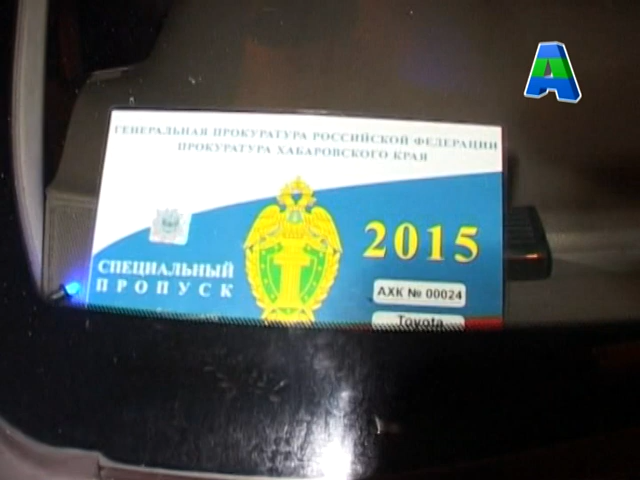 ГЕНЕРАЛЬНАЯ ПРОКУРАТУРА РОССИЙСКОЙ ФЕДЕРАЦИИ
ПРОКУРАТУРА ХАБАРОВСКОГО КРАЯ
2015
СПЕЦИАЛЬНЫЙ
ПРОПУСК
АХК № 00024
Toyota
A